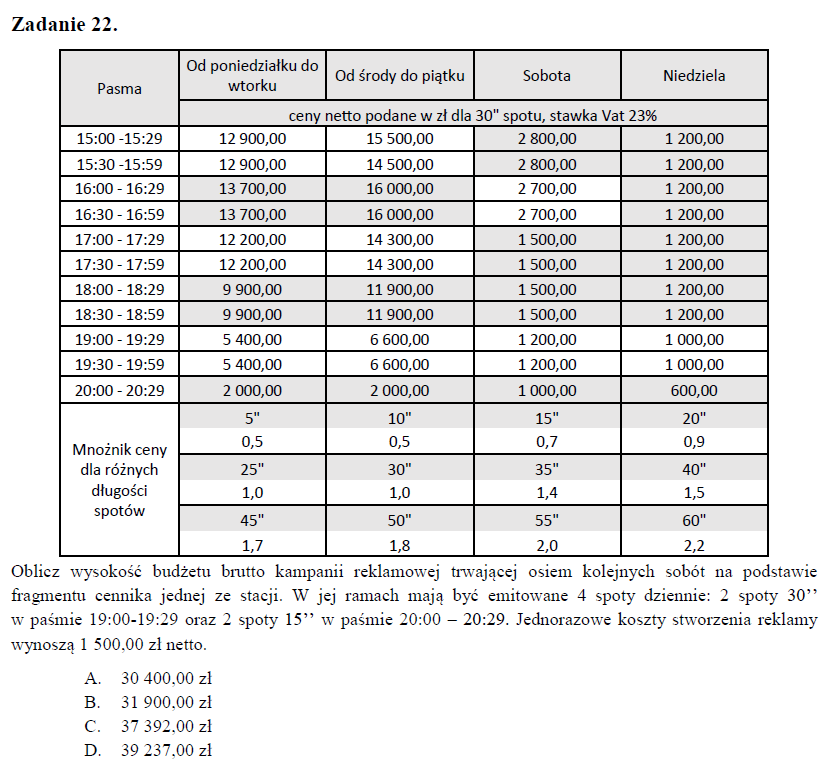 Zadanie 22.
Pasma
Od poniedziałku do wtorku
Od środy do piątku
Sobota
Niedziela
ceny netto podane w zł dla 30" spotu, stawka Vat 23%
15:00 -15:29 12 900,00 15 500,00 2 800,00 1 200,00
15:30 -15:59 12 900,00 14 500,00 2 800,00 1 200,00
16:00 - 16:29 13 700,00 16 000,00 2 700,00 1 200,00
16:30 - 16:59 13 700,00 16 000,00 2 700,00 1 200,00
17:00 - 17:29 12 200,00 14 300,00 1 500,00 1 200,00
17:30 - 17:59 12 200,00 14 300,00 1 500,00 1 200,00
18:00 - 18:29 9 900,00 11 900,00 1 500,00 1 200,00
18:30 - 18:59 9 900,00 11 900,00 1 500,00 1 200,00
19:00 - 19:29 5 400,00 6 600,00 1 200,00 1 000,00
19:30 - 19:59 5 400,00 6 600,00 1 200,00 1 000,00
20:00 - 20:29 2 000,00 2 000,00 1 000,00 600,00
Mnożnik ceny
dla różnych
długości
spotów
5" 10" 15" 20"
0,5 0,5 0,7 0,9
25" 30" 35" 40"
1,0 1,0 1,4 1,5
45" 50" 55" 60"
1,7 1,8 2,0 2,2
Oblicz wysokość budżetu brutto kampanii reklamowej trwającej osiem kolejnych sobót na podstawie
fragmentu cennika jednej ze stacji. W jej ramach mają być emitowane 4 spoty dziennie: 2 spoty 30’’
w paśmie 19:00-19:29 oraz 2 spoty 15’’ w paśmie 20:00 – 20:29. Jednorazowe koszty stworzenia reklamy
wynoszą 1 500,00 zł netto.
A. 30 400,00 zł
B. 31 900,00 zł
C. 37 392,00 zł
D. 39 237,00 zł